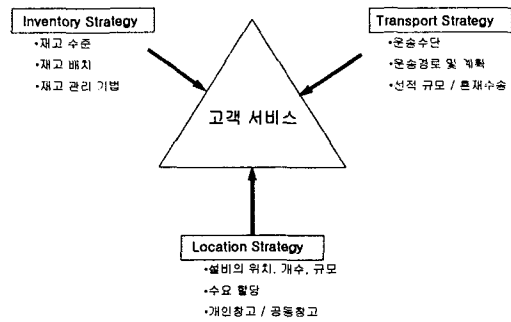 Inventory Strategy
•재고 수준
•재고 배치
•재고 관리 기법
Transport Strategy
•운송수단
•운송경로 및 계획
•선적 규모 / 혼재수송
고객 서비스
Location Strategy
•설비의 위치, 개수, 규모
•수요 할당
•개인창고 / 공동창고